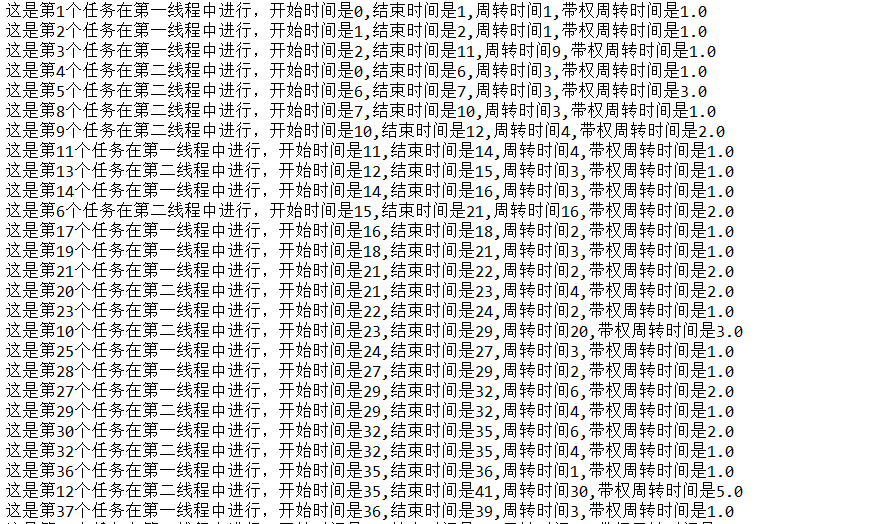 这是第1个任务在第一线程中进行，开始时间是0,结束时间是1,周转时间1,带权周转时间是1.0
这是第2个任务在第一线程中进行，开始时间是1,结束时间是2,周转时间1,带权周转时间是1.0
这是第3个任务在第一线程中进行，开始时间是2,结束时间是11,周转时间9,带权周转时间是1.0
这是第4个任务在第二线程中进行，开始时间是0,结束时间是6,周转时间3,带权周转时间是1.0
这是第5个任务在第二线程中进行，开始时间是6,结束时间是7,周转时间3,带权周转时间是3.0
这是第8个任务在第二线程中进行，开始时间是7,结束时间是10,周转时间3,带权周转时间是1.0
这是第9个任务在第二线程中进行，开始时间是10,结束时间是12,周转时间4,带权周转时间是2.0
这是第11个任务在第一线程中进行，开始时间是11,结束时间是14,周转时间4,带权周转时间是1.0
这是第13个任务在第二线程中进行，开始时间是12,结束时间是15,周转时间3,带权周转时间是1.0
这是第14个任务在第一线程中进行，开始时间是14,结束时间是16,周转时间2,带权周转时间是1.0
这是第6个任务在第二线程中进行，开始时间是15,结束时间是21,周转时间16,带权周转时间是2.0
这是第17个任务在第一线程中进行，开始时间是16,结束时间是18,周转时间2,带权周转时间是1.0
这是第19个任务在第一线程中进行，开始时间是18,结束时间是21,周转时间3,带权周转时间是1.0
这是第21个任务在第一线程中进行，开始时间是21,结束时间是22,周转时间2,带权周转时间是2.0
这是第20个任务在第二线程中进行，开始时间是21,结束时间是23,周转时间4,带权周转时间是2.0
这是第23个任务在第一线程中进行，开始时间是22,结束时间是24,周转时间2,带权周转时间是1.0
这是第10个任务在第二线程中进行，开始时间是23,结束时间是29,周转时间20,带权周转时间是3.0
这是第25个任务在第一线程中进行，开始时间是24,结束时间是27,周转时间3,带权周转时间是1.0
这是第28个任务在第一线程中进行，开始时间是27,结束时间是29,周转时间2,带权周转时间是1.0
这是第27个任务在第一线程中进行，开始时间是29,结束时间是32,周转时间6,带权周转时间是2.0
这是第29个任务在第二线程中进行，开始时间是29,结束时间是32,周转时间4,带权周转时间是1.0
这是第30个任务在第一线程中进行，开始时间是32,结束时间是35,周转时间6,带权周转时间是2.0
这是第32个任务在第二线程中进行，开始时间是32,结束时间是35,周转时间4,带权周转时间是1.0
这是第36个任务在第一线程中进行，开始时间是35,结束时间是36,周转时间1,带权周转时间是1.0
这是第12个任务在第二线程中进行，开始时间是35,结束时间是41,周转时间30,带权周转时间是5.0
这是第37个任务在第一线程中进行，开始时间是36,结束时间是39,周转时间3,带权周转时间是1.0